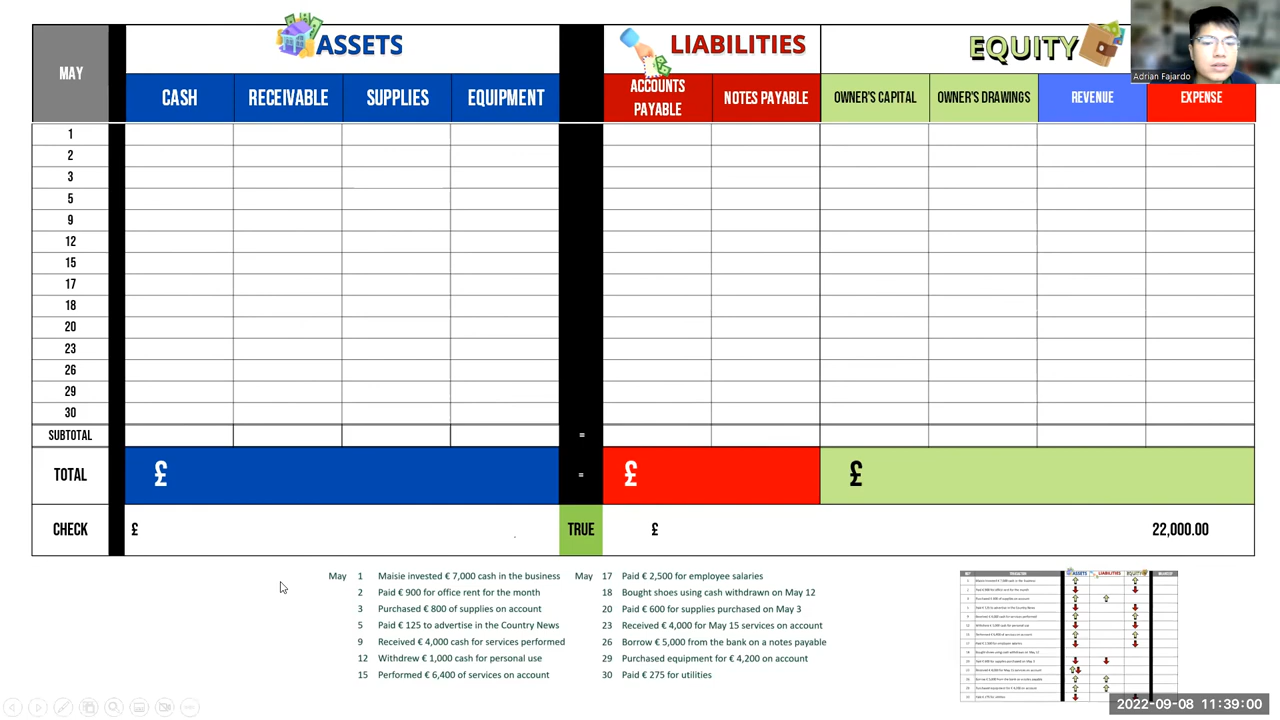 ASSETS
LIABILITIES
EQUITY
Adrian Fajardo
MAY
CASH
RECEIVABLE
SUPPLIES
EQUIPMENT
ACCOUNTS
PAYABLE
NOTES PAYABLE
OWNER'S CAPITAL
OWNER'S DRAWINGS
REVENUE
EXPENSE
1
2
3
5
9
12
15
17
18
20
23
26
29
30
SUBTOTAL =
TOTAL £ = £ £
CHECK £ TRUE £ 22,000.00
May 1 Maisie invested € 7,000 cash in the business
2 Paid € 900 for office rent for the month
3 Purchased € 800 of supplies on account
5 Paid € 125 to advertise in the Country News
Received € 4,000 cash for services performed
12 Withdrew € 1,000 cash for personal use
15 Performed € 6,400 of services on account
May 17 Paid € 2,500 for employee salaries
18 Bought shoes using cash withdrawn on May 12
20 Paid € 600 for supplies purchased on May 3
23 Received € 4,000 for May 15 services on account
26 Borrow € 5,000 from the bank on a notes payable
29 Purchased equipment for € 4,200 on account
30 Paid € 275 for utilities
ASSETS
LIABILITIES
EQUITY
2022-09-08 11:39:00